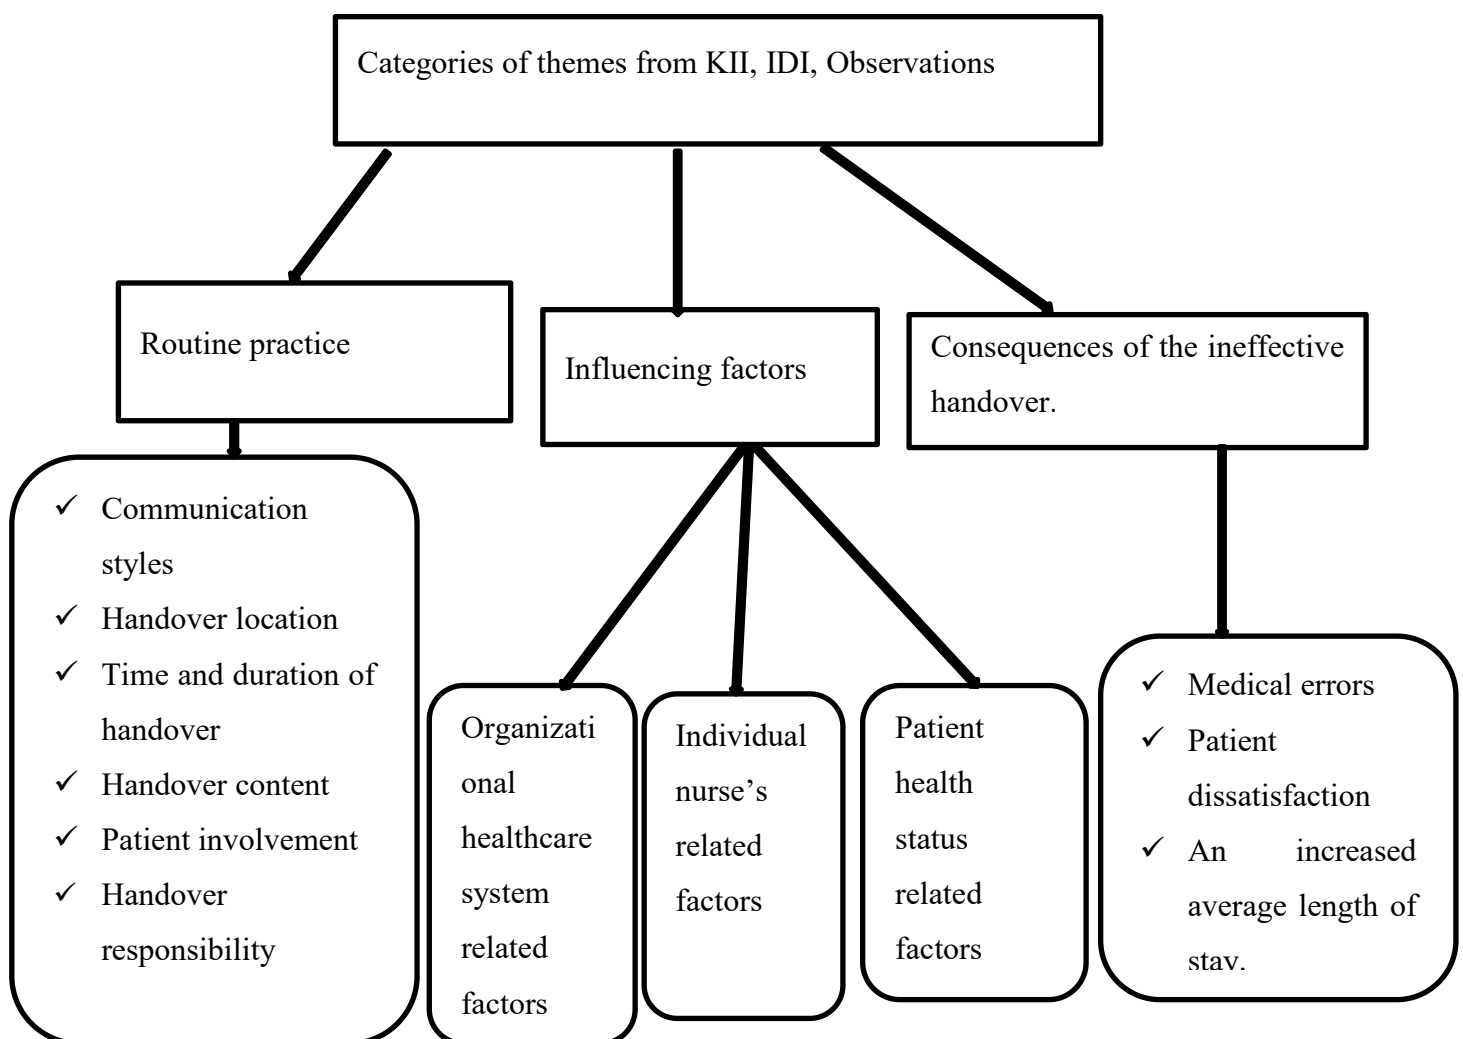 Categories of themes from KII, IDI, Observations
Routine practice
Influencing factors
Consequences of the ineffective
handover.
✓ Communication
styles
✓ Handover location
✓ Time and duration of
handover
✓ Handover content
✓ Patient involvement
✓ Handover
responsibility
Organizati
onal
healthcare
system
related
factors
Individual
nurse’s
related
factors
Patient
health
status
related
factors
✓ Medical errors
✓ Patient
dissatisfaction
✓ An increased
average length of
stay.